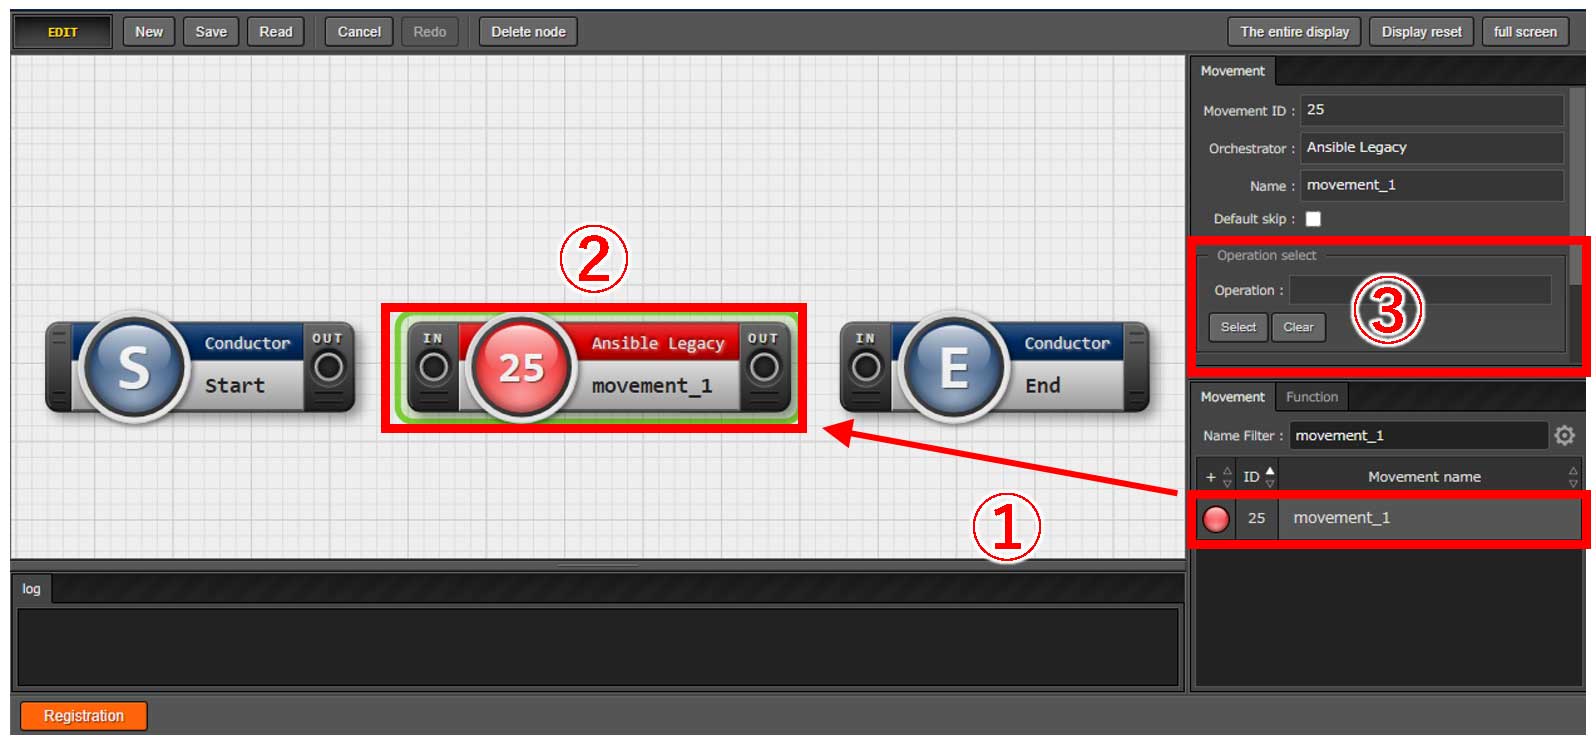 EDIT New Save Read Cancel Redo Delete node The entire display Display reset full screen
Movement
Movement ID : 25
Orchestrator : Ansible Legacy
Name : movement_1
Default skip :
Operation select
Operation :
Select Clear
③
②
S Conductor OUT
Start
IN Ansible Legacy OUT
25 movement_1
IN Conductor
E End
①
Movement Function
Name Filter : movement_1
+ ID Movement name
25 movement_1
log
Registration